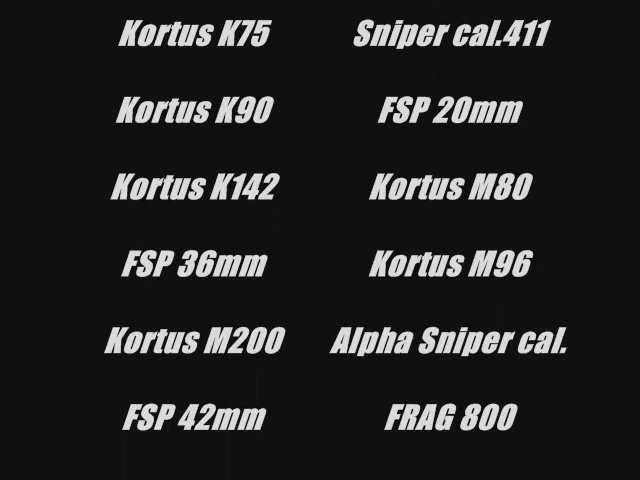 Kortus K75
Sniper cal.411
Kortus K90
FSP 20mm
Kortus K142
Kortus M80
FSP 36mm
Kortus M96
Kortus M200
Alpha Sniper cal.
FSP 42mm
FRAG 800